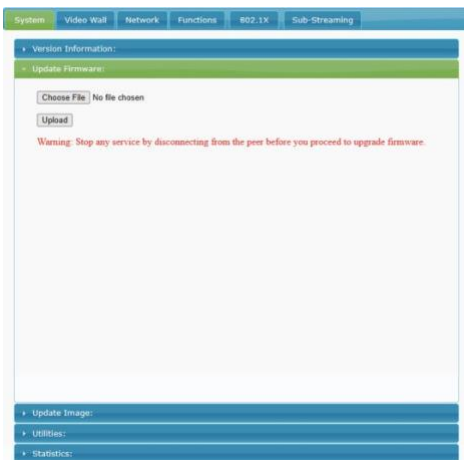 System Video Wall Network Functions 802.1X Sub-Streaming
Version Information:
Update Firmware:
Choose File No file chosen
Upload
Warning: Stop any service by disconnecting from the peer before you proceed to upgrade firmware.
Update Image:
Utilities:
Statistics: